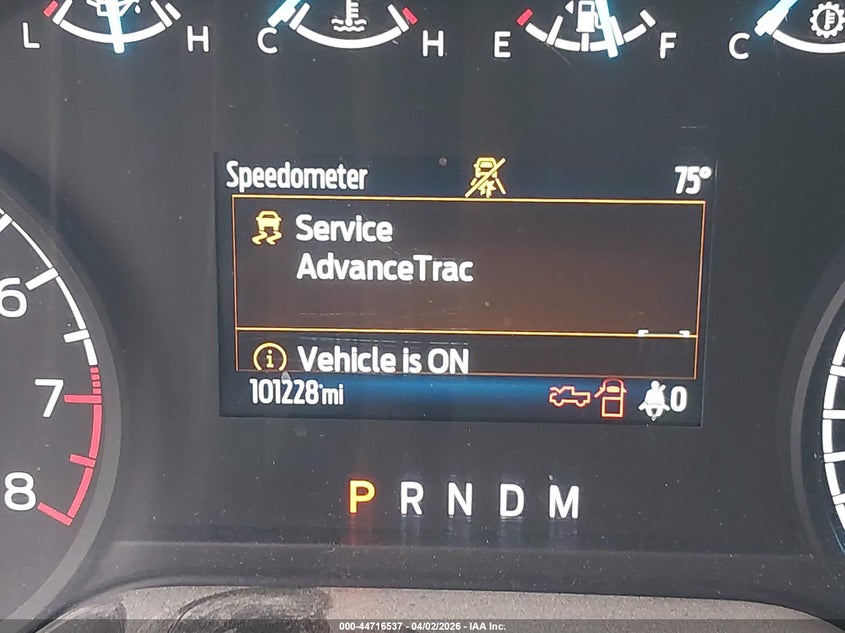 L H C H E F C
Speedometer 75°
Service
AdvanceTrac
Vehicle is ON
101228 mi 0
6
7
8
P R N D M
000-44716537 - 04/02/2026 - IAA Inc.